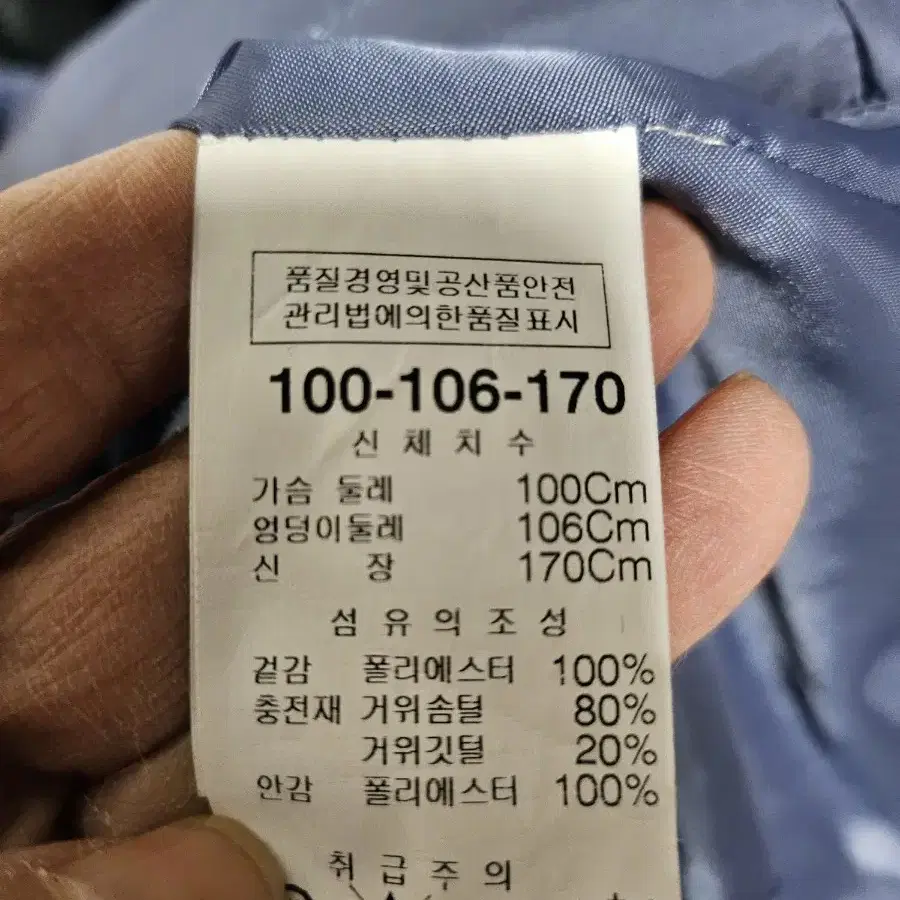 품질경영및공산품안전
관리법에의한품질표시
100-106-170
신 체 치 수
가슴 둘레 100Cm
엉덩이둘레 106Cm
신 장 170Cm
섬 유 의 조 성
겉감 폴리에스터 100%
충전재 거위솜털 80%
거위깃털 20%
안감 폴리에스터 100%
취 급 주 의